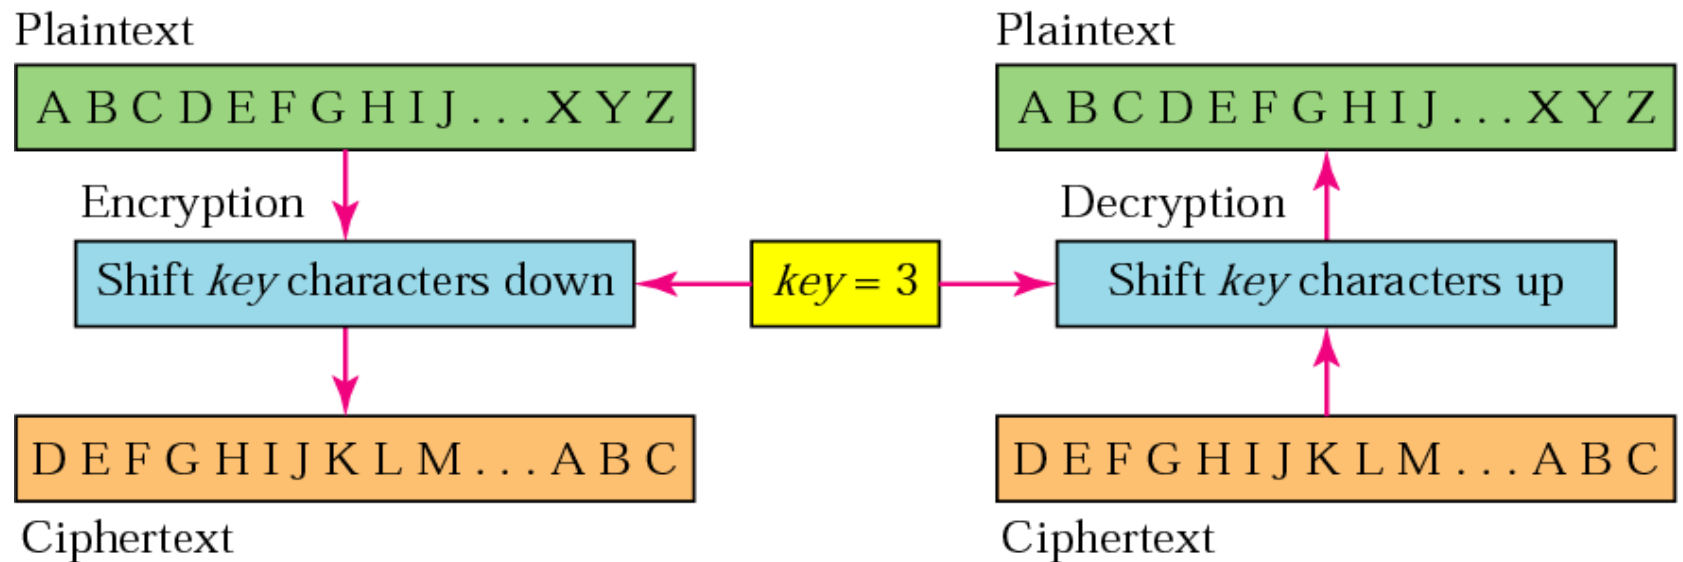 Plaintext
A B C D E F G H I J . . . X Y Z
Encryption
Shift key characters down
D E F G H I J K L M . . . A B C
Ciphertext
key = 3
Plaintext
A B C D E F G H I J . . . X Y Z
Decryption
Shift key characters up
D E F G H I J K L M . . . A B C
Ciphertext